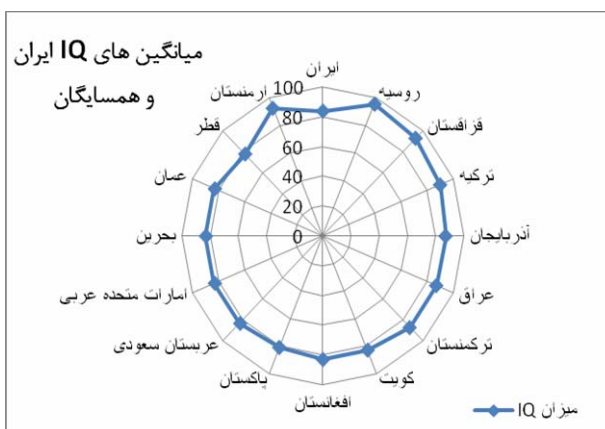 میانگین های IQ ایران
و همسایگان
ایران
روسیه
قزاقستان
ترکیه
آذربایجان
عراق
ترکمنستان
کویت
افغانستان
پاکستان
عربستان سعودی
امارات متحده عربی
بحرین
عمان
قطر
ارمنستان
100
80
60
40
20
0
میزان IQ